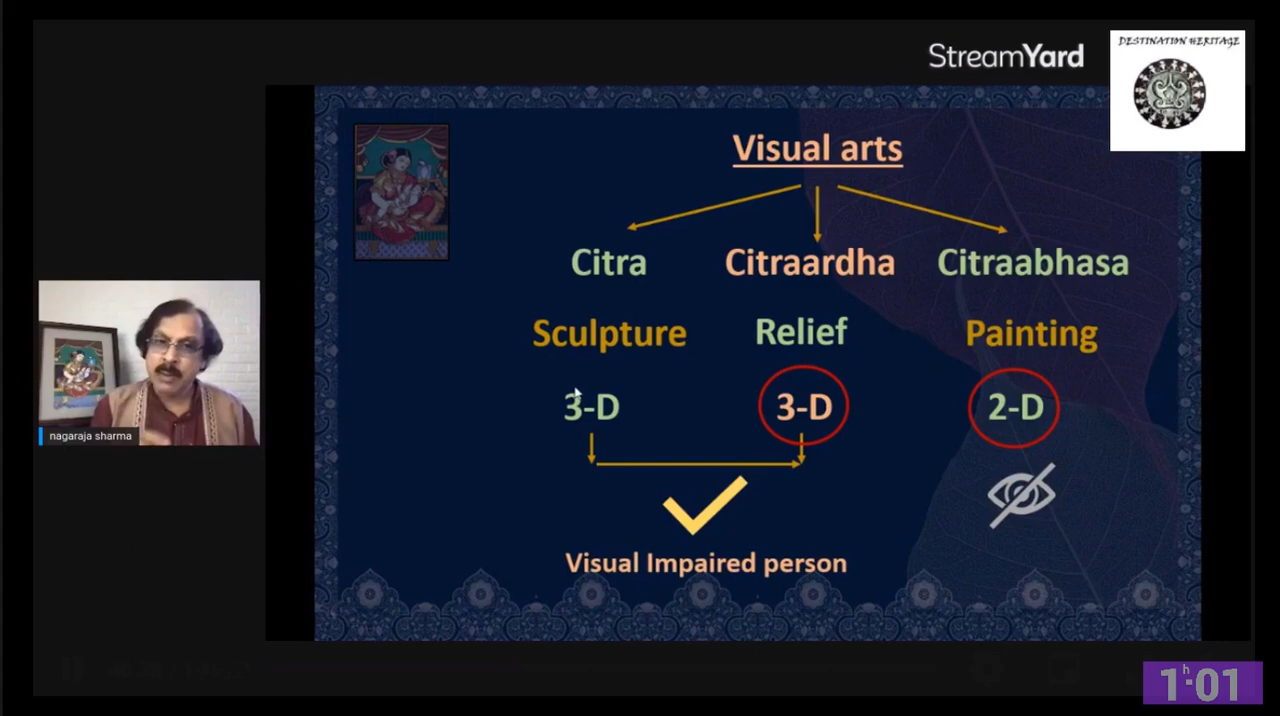 StreamYard
DESTINATION HERITAGE
Visual arts
Citra Citraardha Citraabhasa
Sculpture Relief Painting
3-D 3-D 2-D
Visual Impaired person
nagaraja sharma
1h:01